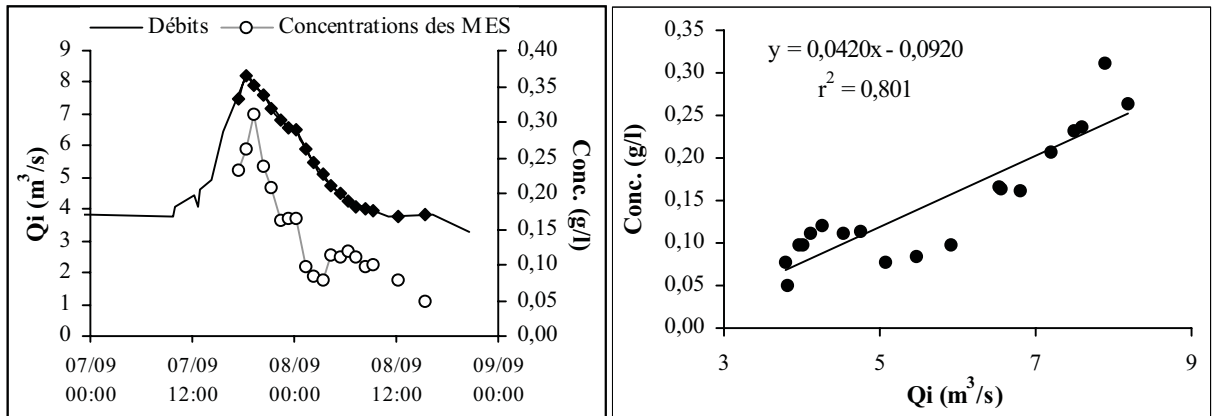 Débits
Concentrations des MES
9
8
7
6
5
4
3
2
1
0
Qi (m³/s)
0,40
0,35
0,30
0,25
0,20
0,15
0,10
0,05
0,00
Conc. (g/l)
07/09 07/09 08/09 08/09 09/09
00:00 12:00 00:00 12:00 00:00
0,35
0,30
0,25
0,20
0,15
0,10
0,05
0,00
Conc. (g/l)
y = 0,0420x - 0,0920
r² = 0,801
3 5 7 9
Qi (m³/s)